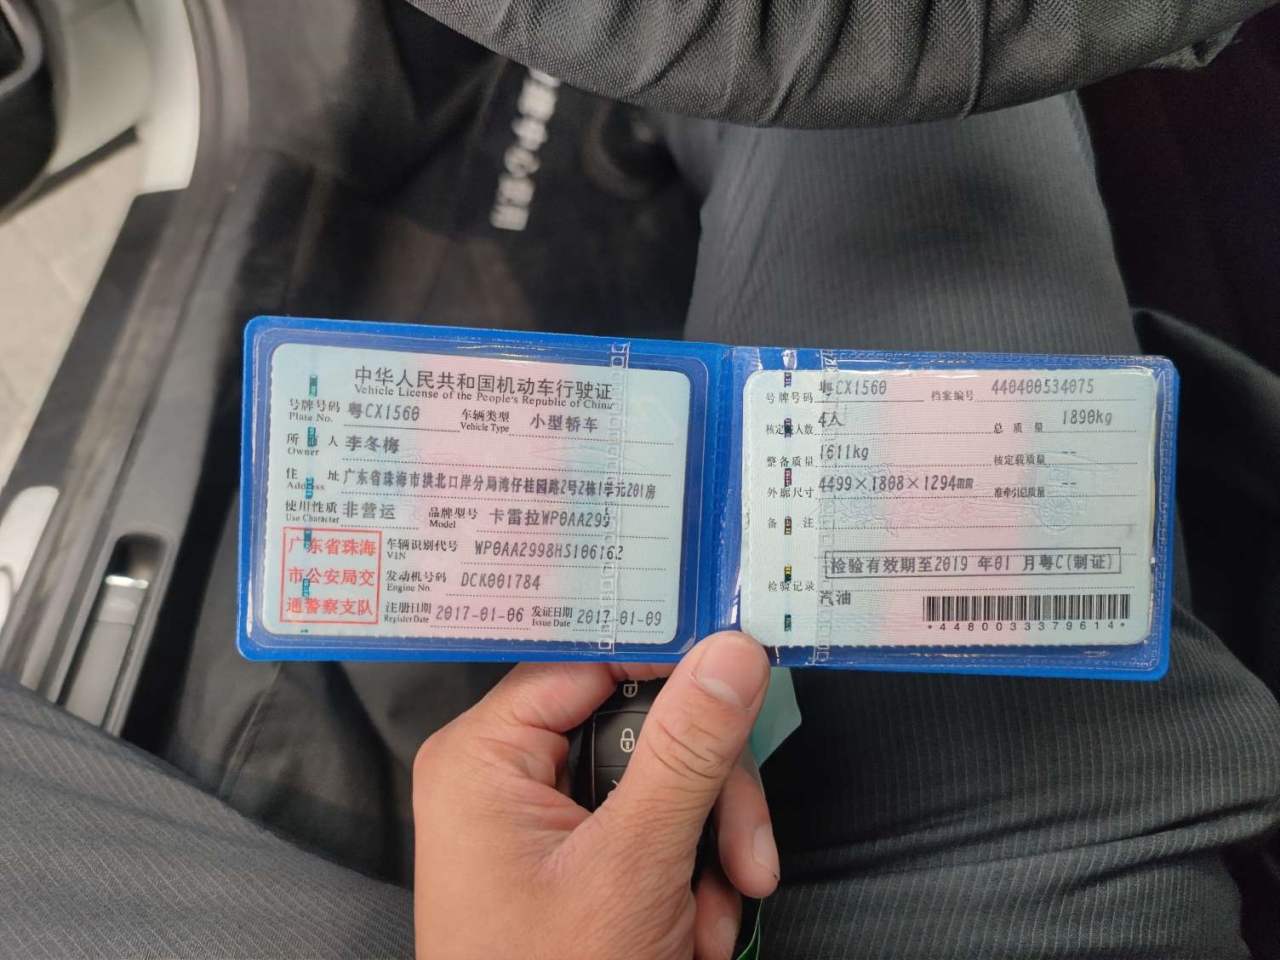 中华人民共和国机动车行驶证
Vehicle License of the People's Republic of China
号牌号码 粤CX1560 车辆类型 小型轿车
Plate No. Vehicle Type
所有人 李冬梅
Owner
住址 广东省珠海市拱北口岸分局湾仔桂园路2号2栋1单元201房
Address
使用性质 非营运 品牌型号 卡雷拉WP0AA299
Use Character Model
广东省珠海
市公安局交
通警察支队
车辆识别代号 WP0AA2998HS106162
VIN
发动机号码 DCK001784
Engine No.
注册日期 2017-01-06 发证日期 2017-01-09
Register Date Issue Date
号牌号码 粤CX1560 档案编号 440400534075
核定载人数 4人 总质量 1890kg
整备质量 1611kg 核定载质量 --
外廓尺寸 4499×1808×1294mm 准牵引总质量 --
备注
检验有效期至2019 年01 月粤C(制证)
检验记录
汽油
*4480033379614*